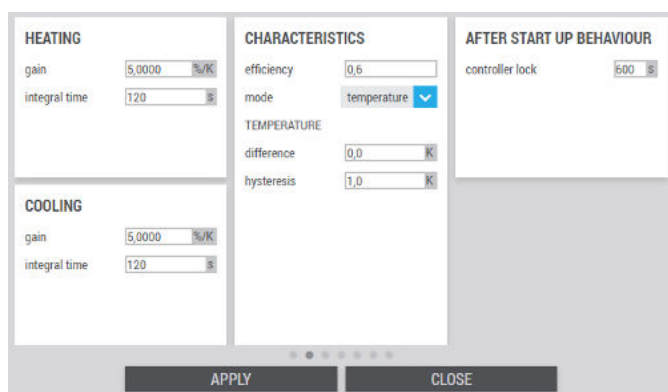 HEATING
gain 5,0000 %/K
integral time 120 s
COOLING
gain 5,0000 %/K
integral time 120 s
CHARACTERISTICS
efficiency 0,6
mode temperature
TEMPERATURE
difference 0,0 K
hysteresis 1,0 K
AFTER START UP BEHAVIOUR
controller lock 600 s
APPLY CLOSE